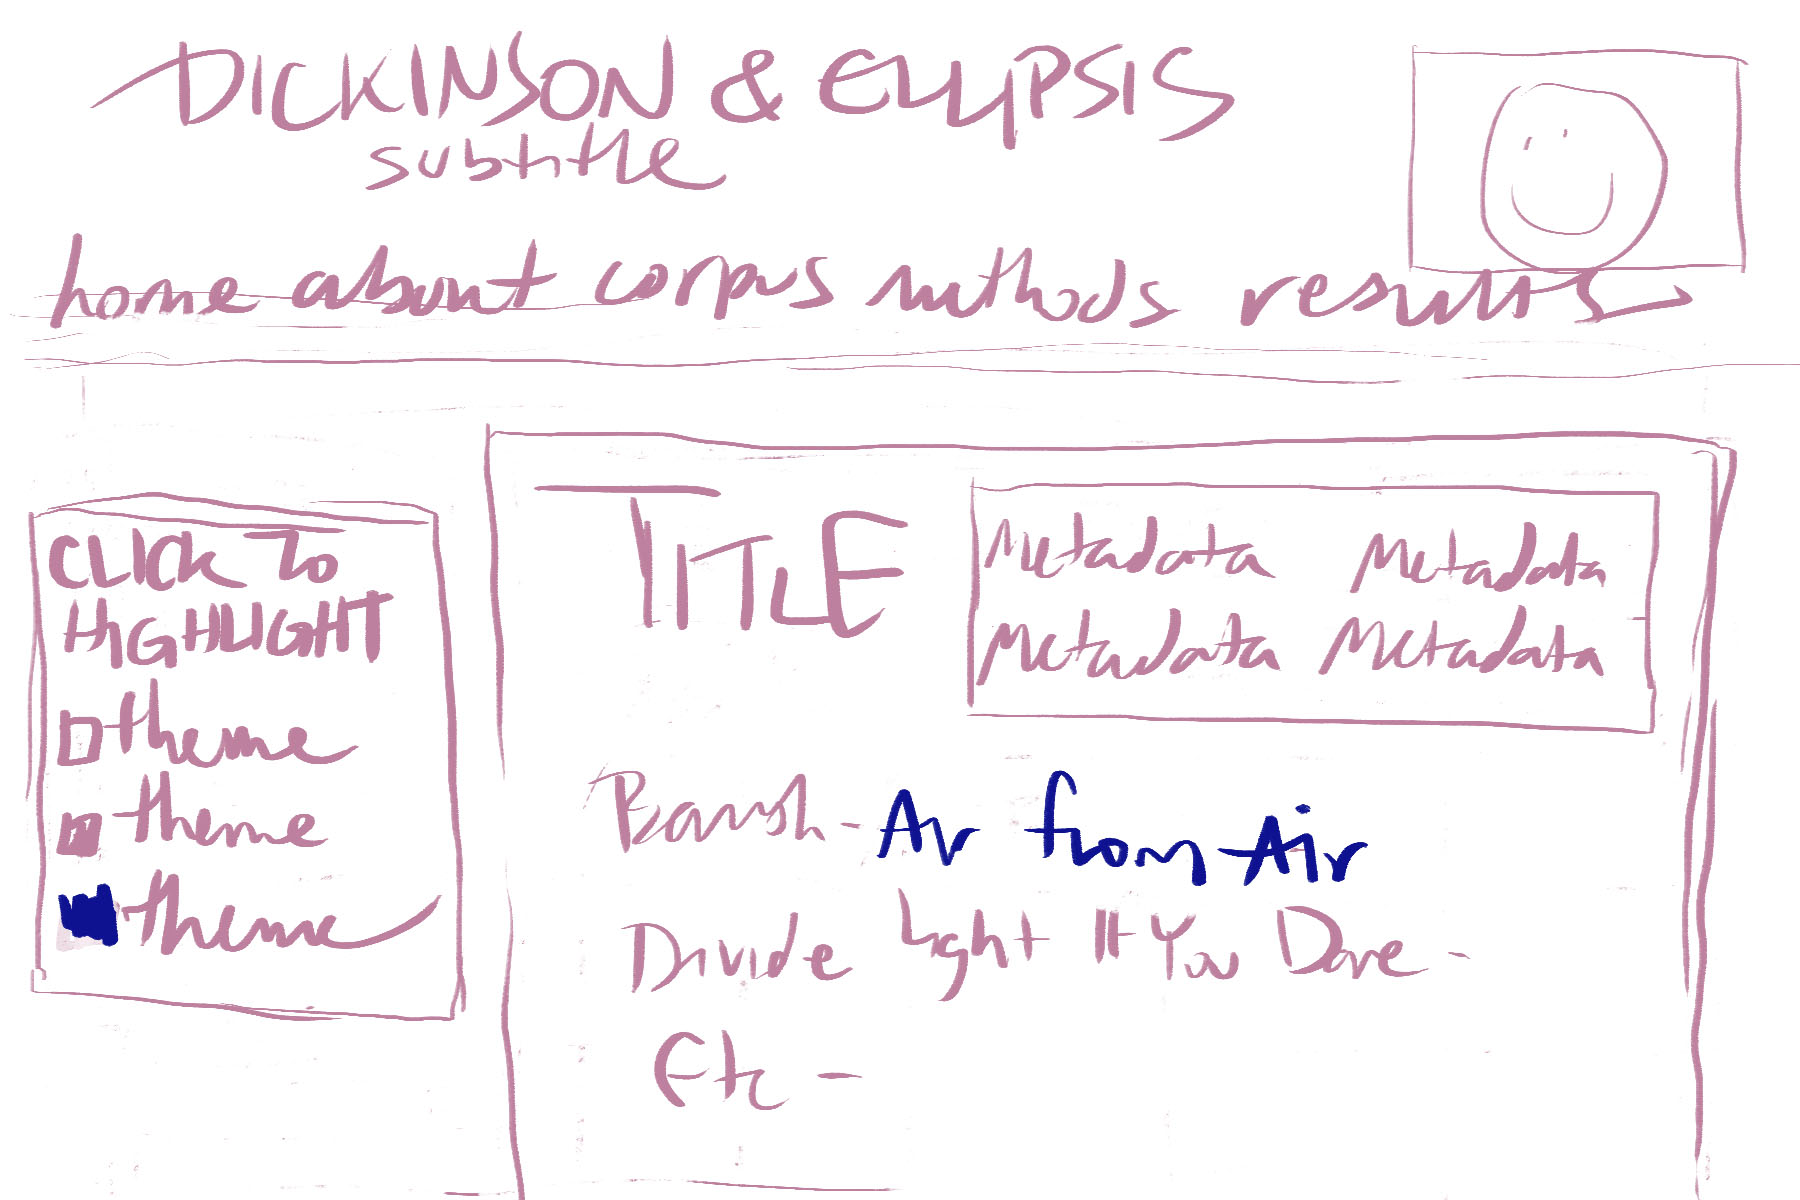 DICKINSON & ELLIPSIS
subtitle
home about corpus methods results
CLICK TO
HIGHLIGHT
theme
theme
theme
TITLE
Metadata Metadata
Metadata Metadata
Banish - Air from Air
Divide Light If You Dare -
Etc -